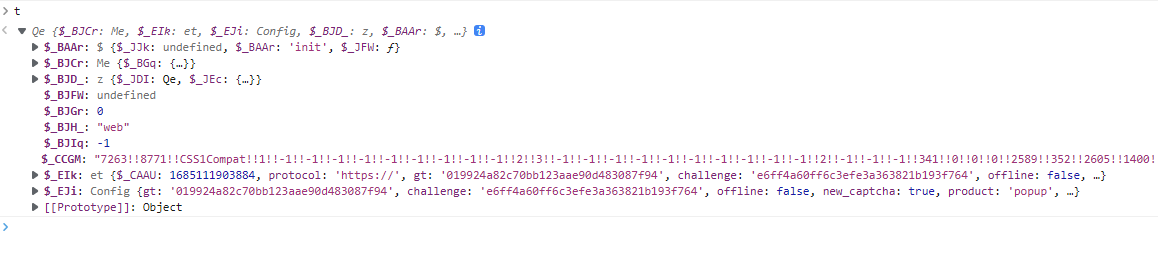 t
Qe {$_BJCr: Me, $_EIk: et, $_EJi: Config, $_BJD_: z, $_BAAr: $, …}
$_BAAr: $ {$_JJk: undefined, $_BAAr: 'init', $_JFW: ƒ}
$_BJCr: Me {$_BGq: {…}}
$_BJD_: z {$_JDI: Qe, $_JEc: {…}}
$_BJFW: undefined
$_BJGr: 0
$_BJH_: "web"
$_BJIq: -1
$_CCGM: "7263!!8771!!CSS1Compat!!1!!-1!!-1!!-1!!-1!!-1!!-1!!-1!!-1!!-1!!2!!3!!-1!!-1!!-1!!-1!!-1!!-1!!-1!!-1!!-1!!-1!!2!!-1!!-1!!-1!!341!!0!!0!!0!!2589!!352!!2605!!1400!
$_EIk: et {$_CAAU: 1685111903884, protocol: 'https://', gt: '019924a82c70bb123aae90d483087f94', challenge: 'e6ff4a60ff6c3efe3a363821b193f764', offline: false, …}
$_EJi: Config {gt: '019924a82c70bb123aae90d483087f94', challenge: 'e6ff4a60ff6c3efe3a363821b193f764', offline: false, new_captcha: true, product: 'popup', …}
[[Prototype]]: Object